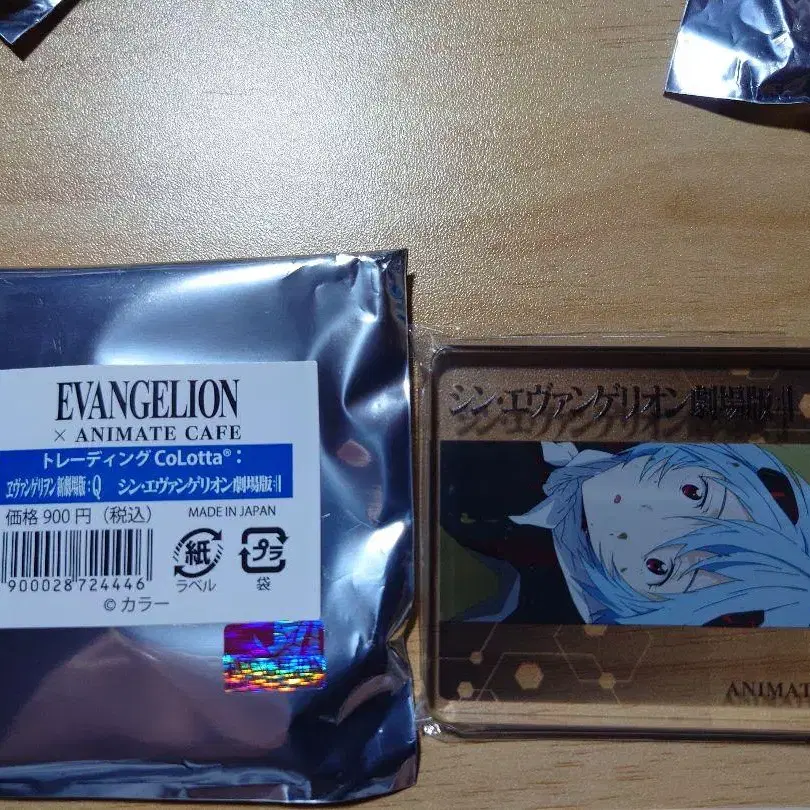 EVANGELION
× ANIMATE CAFE
トレーディング CoLotta®：
ヱヴァンゲリヲン新劇場版：Q シン・エヴァンゲリオン劇場版𝄇
価格 900 円（税込） MADE IN JAPAN
紙
ラベル
プラ
袋
900028724446
© カラー
シン・エヴァンゲリオン劇場版𝄇
ANIMAT